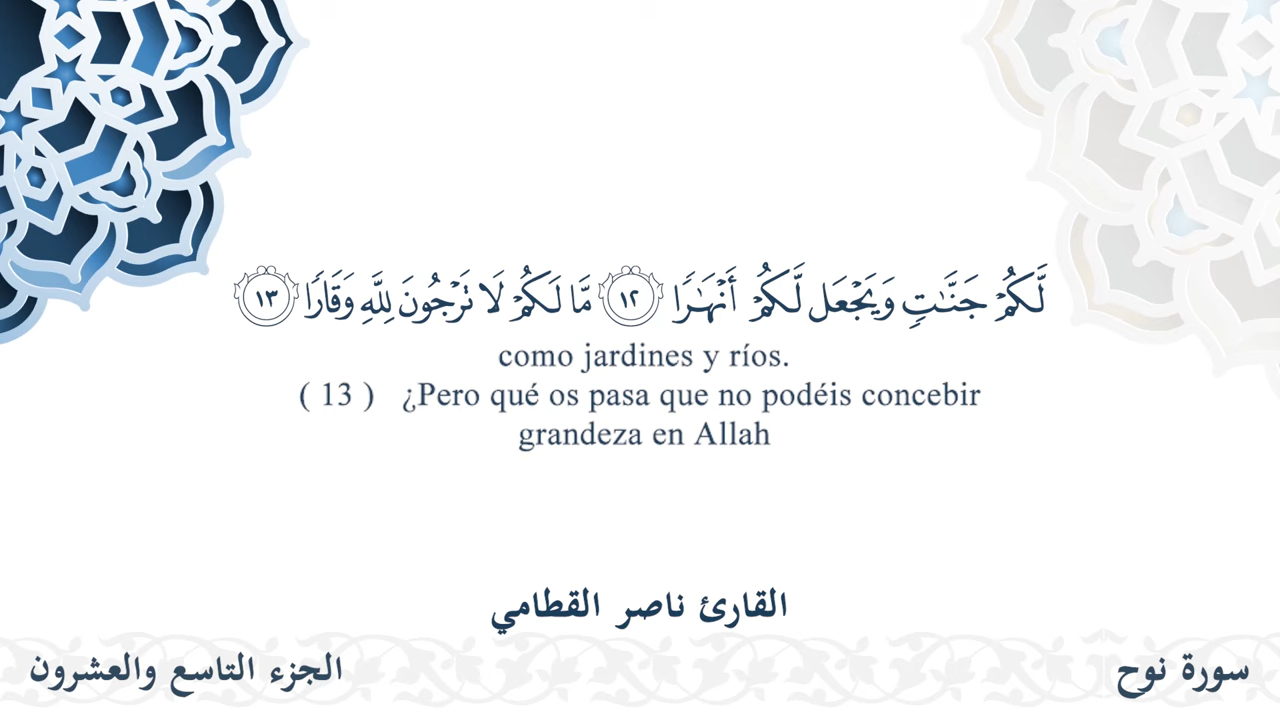 لَّكُمْ جَنَّٰتٍ وَيَجْعَل لَّكُمْ أَنْهَٰرًا ١٢ مَّا لَكُمْ لَا تَرْجُونَ لِلَّهِ وَقَارًا ١٣
como jardines y ríos.
( 13 ) ¿Pero qué os pasa que no podéis concebir
grandeza en Allah
القارئ ناصر القطامي
سورة نوح
الجزء التاسع والعشرون